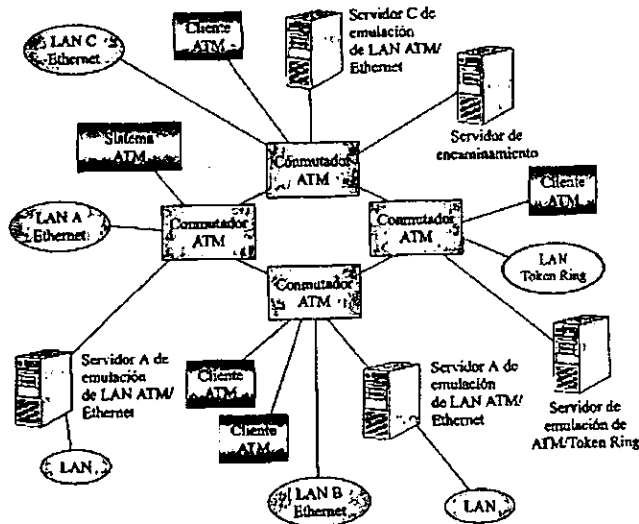 LAN C
Ethernet
Cliente
ATM
Servidor C de
emulación
de LAN ATM/
Ethernet
Servidor de
encaminamiento
Sistema
ATM
Conmutador
ATM
Cliente
ATM
LAN A
Ethernet
Conmutador
ATM
Conmutador
ATM
LAN
Token Ring
Conmutador
ATM
Servidor A de
emulación
de LAN ATM/
Ethernet
Cliente
ATM
Cliente
ATM
Servidor A de
emulación
de LAN ATM/
Ethernet
Servidor de
emulación de
ATM/Token Ring
LAN
LAN B
Ethernet
LAN